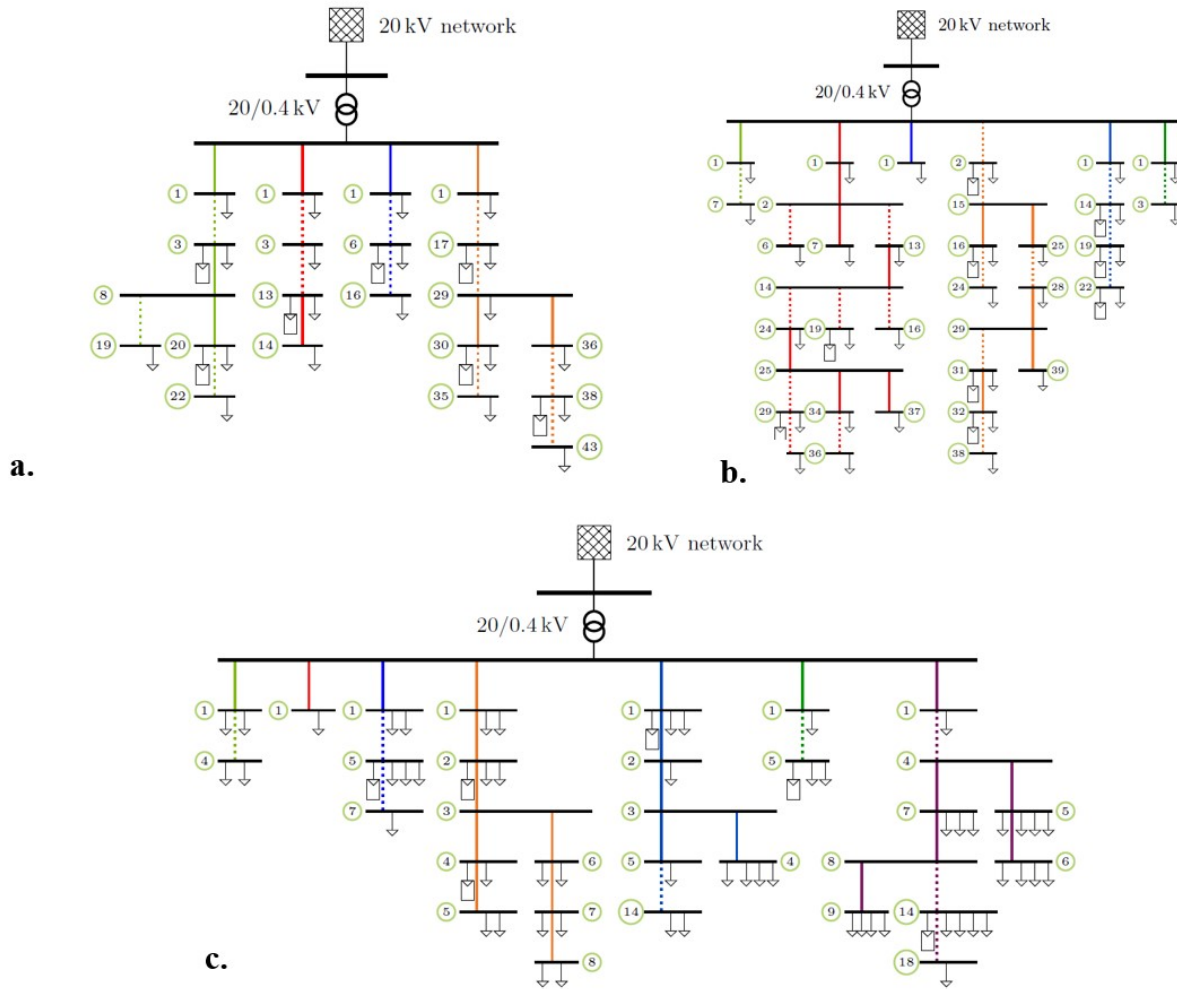 20 kV network
20/0.4 kV
1 1 1 1
3 3 6 17
8 13 16 29
19 20 14 30 36
22 35 38
43
a.
20 kV network
20/0.4 kV
1 1 1 2 1 1
7 2 15 14 3
6 7 13 16 25 19
14 24 28 22
24 19 16 29
25 31 39
29 34 37 32
36 38
b.
20 kV network
20/0.4 kV
1 1 1 1 1 1 1
4 5 2 2 5 4
7 3 3 7 5
4 6 5 4 8 6
5 7 14 9 14
8 18
c.